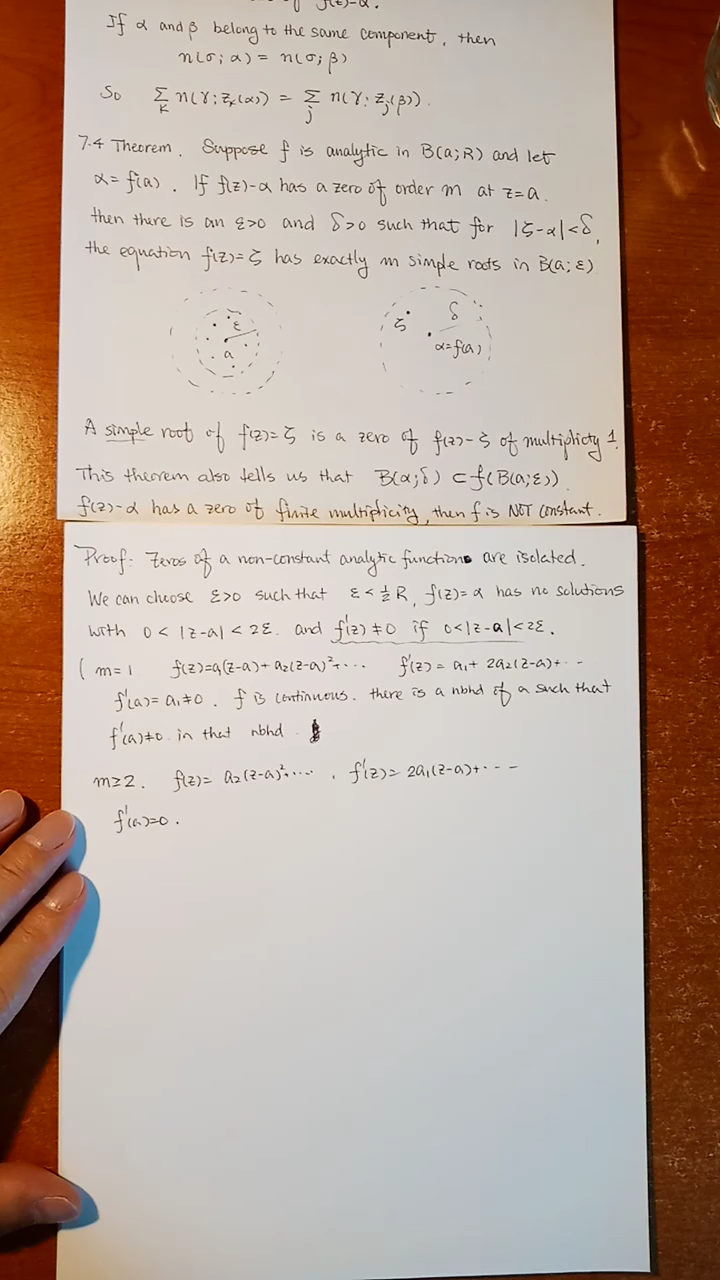 of f(z)-α.
If α and β belong to the same component, then
n(σ; α) = n(σ; β)
So Σ_k n(γ; z_k(α)) = Σ_j n(γ; z_j(β)).
7.4 Theorem. Suppose f is analytic in B(a; R) and let
α = f(a). If f(z)-α has a zero of order m at z=a.
then there is an ε>0 and δ>0 such that for |ζ-α|<δ,
the equation f(z)=ζ has exactly m simple roots in B(a; ε)
ε
a
ζ
δ
α=f(a)
A simple root of f(z)=ζ is a zero of f(z)-ζ of multiplicty 1.
This theorem also tells us that B(α; δ) ⊂ f(B(a; ε))
f(z)-α has a zero of finite multiplicity, then f is NOT constant.
Proof: Zeros of a non-constant analytic function are isolated.
We can choose ε>0 such that ε < ½R, f(z)=α has no solutions
with 0 < |z-a| < 2ε. and f'(z) ≠ 0 if 0<|z-a|<2ε.
( m=1 f(z)=a₁(z-a)+a₂(z-a)²+··· f'(z) = a₁+2a₂(z-a)+···
f'(a)=a₁≠0. f is continuous. there is a nbhd of a such that
f'(a)≠0 in that nbhd
m≥2. f(z)= a₂(z-a)²+···, f'(z)= 2a₁(z-a)+···
f'(a)=0.